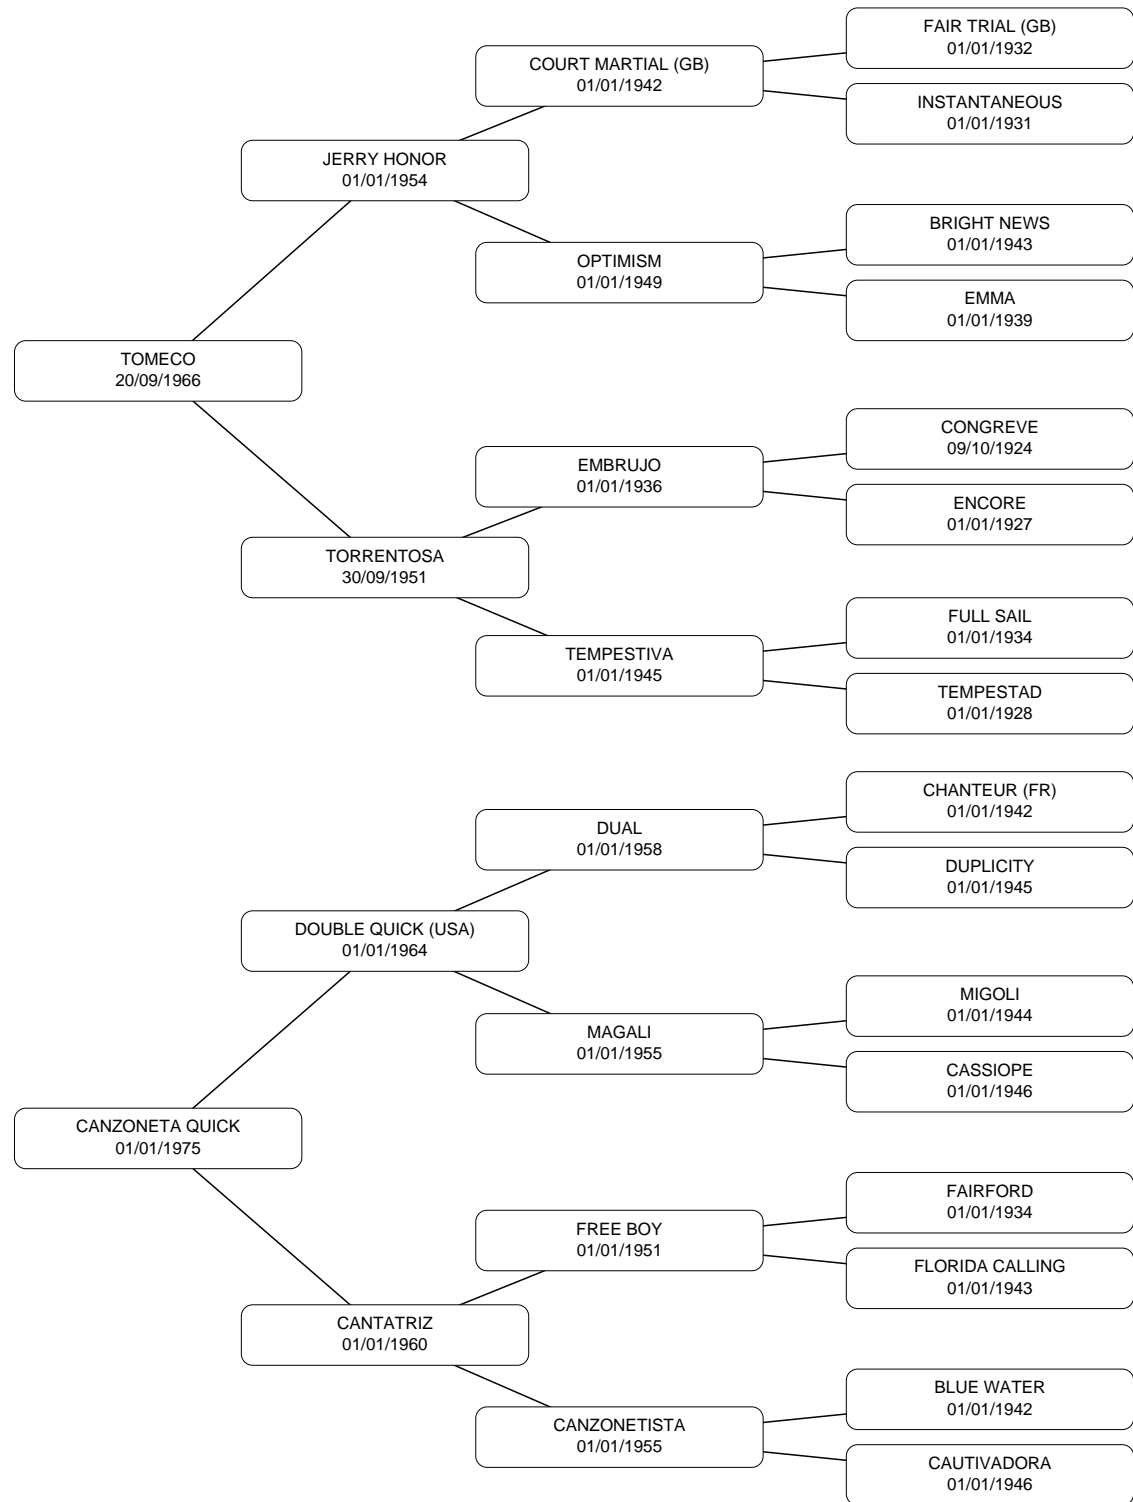 FAIR TRIAL (GB)
01/01/1932
COURT MARTIAL (GB)
01/01/1942
INSTANTANEOUS
01/01/1931
JERRY HONOR
01/01/1954
BRIGHT NEWS
01/01/1943
OPTIMISM
01/01/1949
EMMA
01/01/1939
TOMECO
20/09/1966
CONGREVE
09/10/1924
EMBRUJO
01/01/1936
ENCORE
01/01/1927
TORRENTOSA
30/09/1951
FULL SAIL
01/01/1934
TEMPESTIVA
01/01/1945
TEMPESTAD
01/01/1928
CHANTEUR (FR)
01/01/1942
DUAL
01/01/1958
DUPLICITY
01/01/1945
DOUBLE QUICK (USA)
01/01/1964
MIGOLI
01/01/1944
MAGALI
01/01/1955
CASSIOPE
01/01/1946
CANZONETA QUICK
01/01/1975
FAIRFORD
01/01/1934
FREE BOY
01/01/1951
FLORIDA CALLING
01/01/1943
CANTATRIZ
01/01/1960
BLUE WATER
01/01/1942
CANZONETISTA
01/01/1955
CAUTIVADORA
01/01/1946